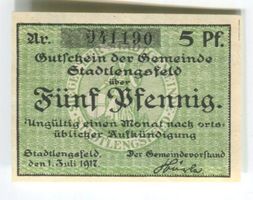 Nr. 941190 5 Pf.
Gutschein der Gemeinde
Stadtlengsfeld
über
Fünf Pfennig.
Ungültig einen Monat nach orts-
üblicher Aufkündigung
Stadtlengsfeld, Der Gemeindevorstand
den 1. Juli 1917.